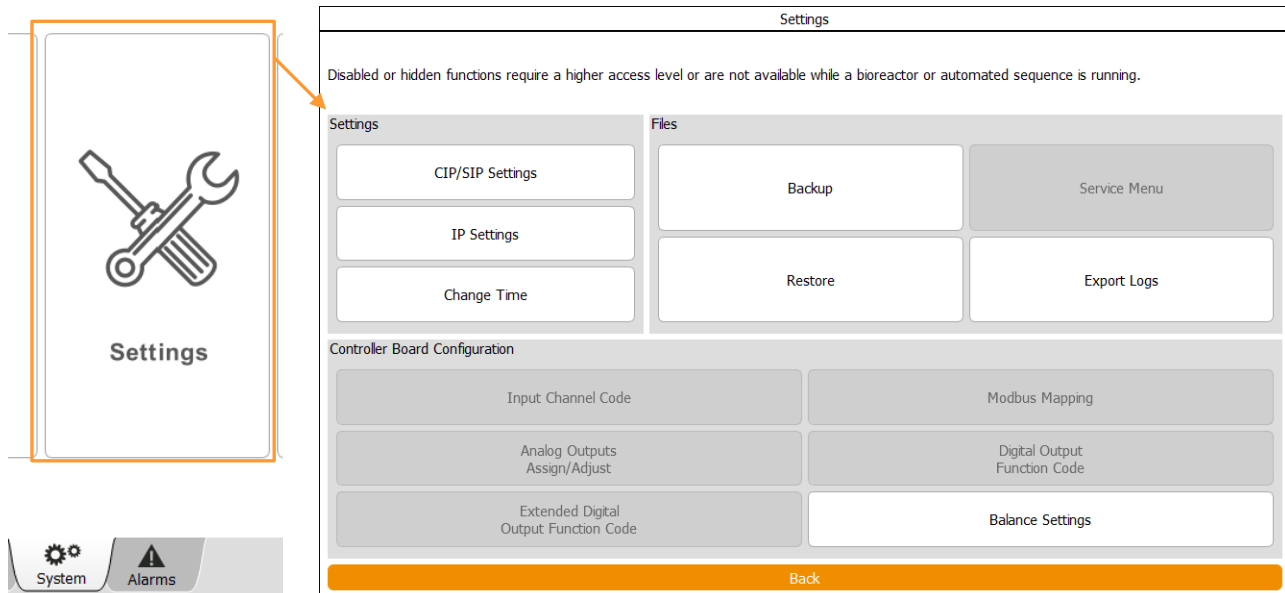 Settings
System
Alarms
Settings
Disabled or hidden functions require a higher access level or are not available while a bioreactor or automated sequence is running.
Settings
CIP/SIP Settings
IP Settings
Change Time
Files
Backup
Service Menu
Restore
Export Logs
Controller Board Configuration
Input Channel Code
Modbus Mapping
Analog Outputs
Assign/Adjust
Digital Output
Function Code
Extended Digital
Output Function Code
Balance Settings
Back